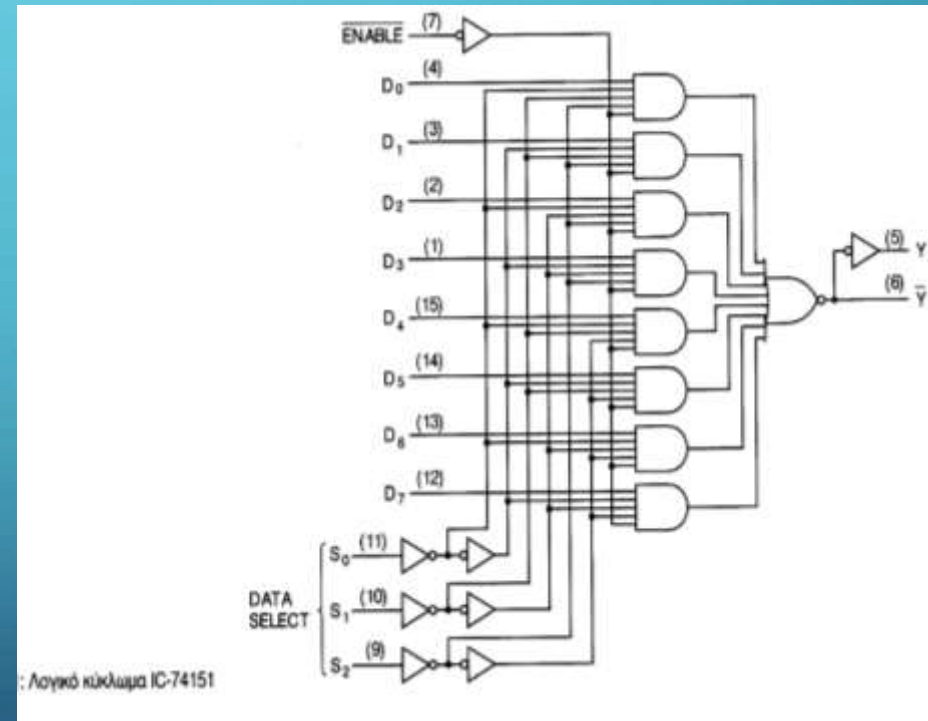 ENABLE (7)
D₀ (4)
D₁ (3)
D₂ (2)
D₃ (1)
D₄ (15)
D₅ (14)
D₆ (13)
D₇ (12)
(5) Y
(6) Y̅
DATA
SELECT
S₀ (11)
S₁ (10)
S₂ (9)
: Λογικό κύκλωμα IC-74151